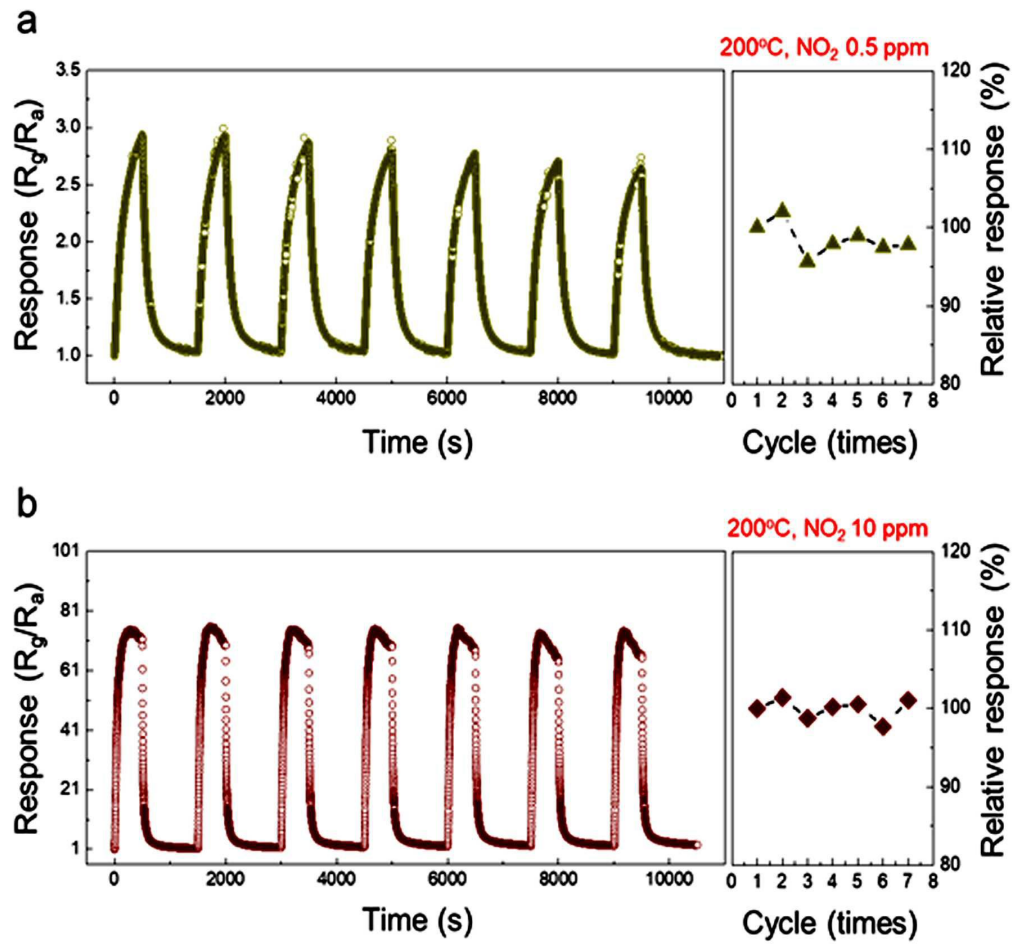 a
200°C, NO₂ 0.5 ppm
Response (Rg/Ra)
3.5
3.0
2.5
2.0
1.5
1.0
0 2000 4000 6000 8000 10000
Time (s)
120
110
100
90
80
Relative response (%)
0 1 2 3 4 5 6 7 8
Cycle (times)
b
200°C, NO₂ 10 ppm
Response (Rg/Ra)
101
81
61
41
21
1
0 2000 4000 6000 8000 10000
Time (s)
120
110
100
90
80
Relative response (%)
0 1 2 3 4 5 6 7 8
Cycle (times)